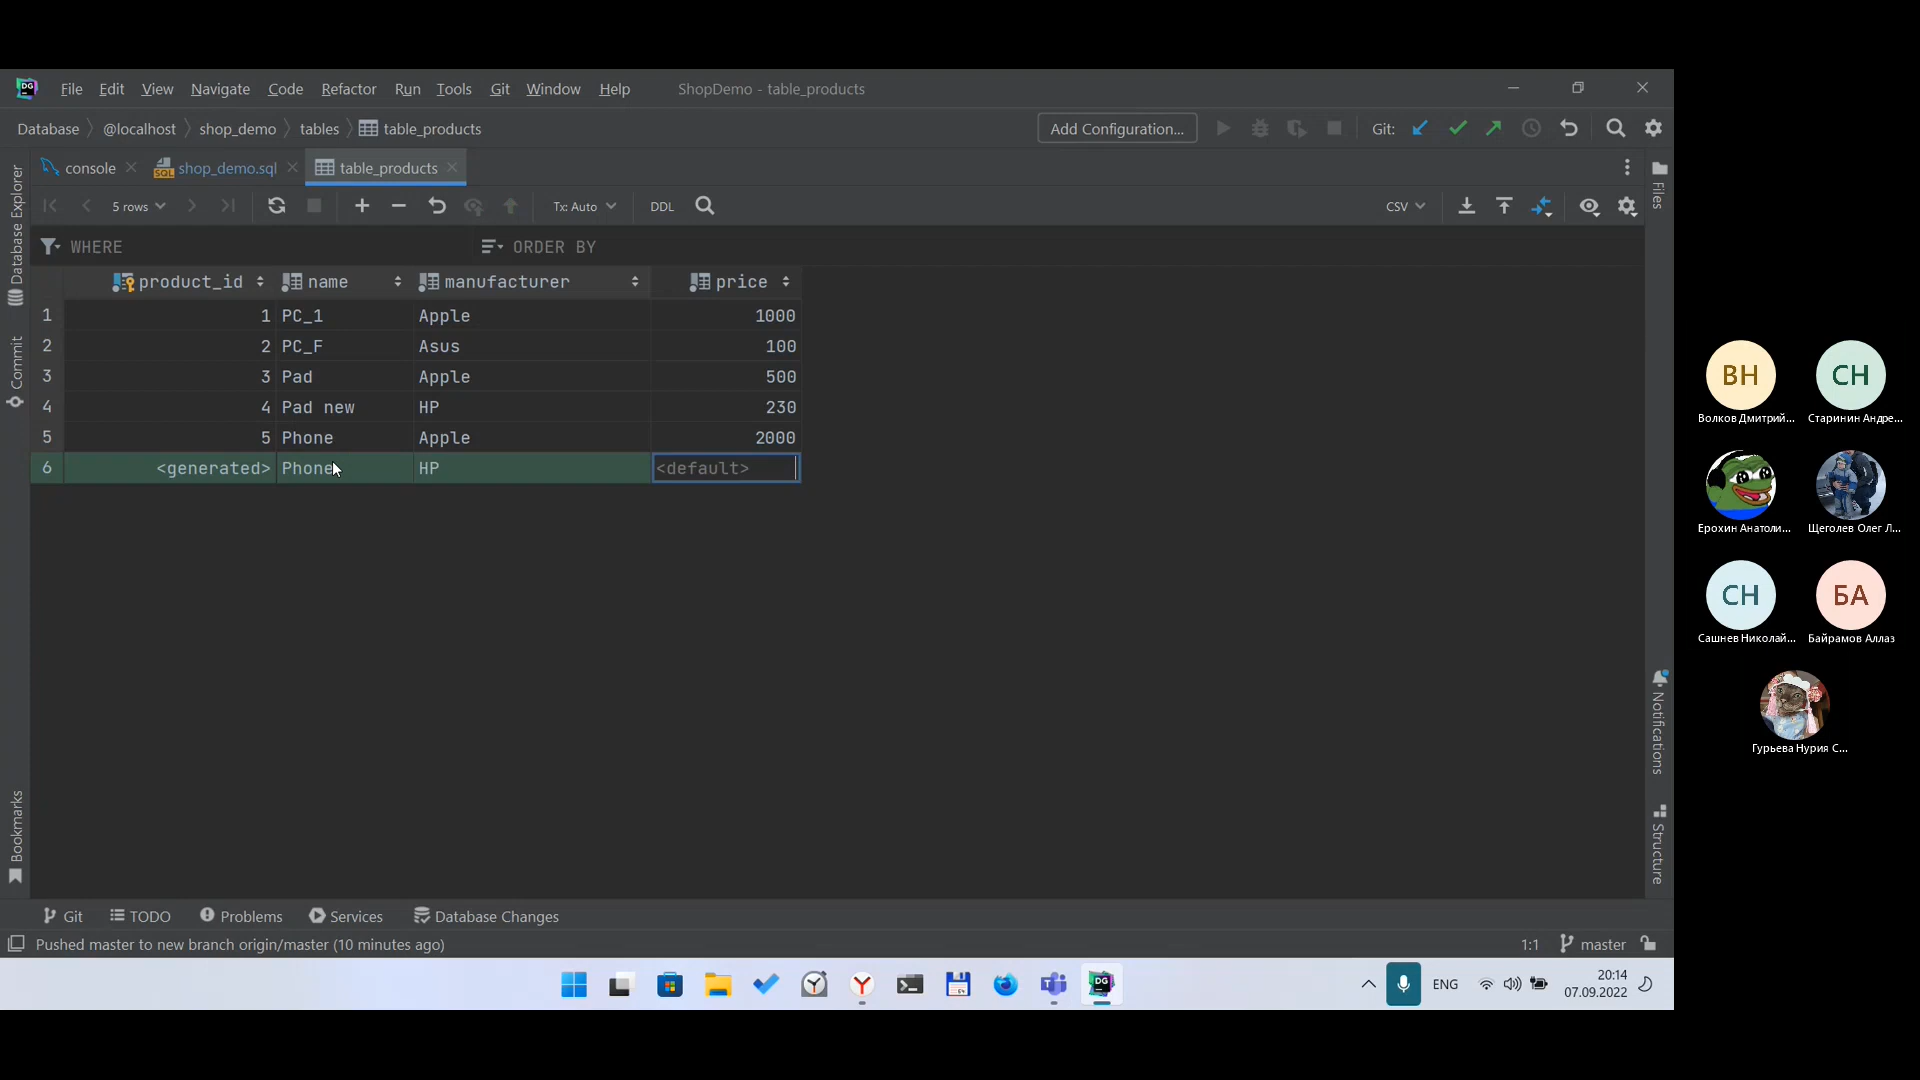 DG File Edit View Navigate Code Refactor Run Tools Git Window Help ShopDemo - table_products
Database @localhost shop_demo tables table_products Add Configuration... Git:
console shop_demo.sql table_products
5 rows Tx: Auto DDL CSV
WHERE ORDER BY
product_id name manufacturer price
1 1 PC_1 Apple 1000
2 2 PC_F Asus 100
3 3 Pad Apple 500
4 4 Pad new HP 230
5 5 Phone Apple 2000
6 <generated> Phone HP <default>
Database Explorer
Commit
Bookmarks
Files
Notifications
Structure
Git TODO Problems Services Database Changes
Pushed master to new branch origin/master (10 minutes ago) 1:1 master
ENG 20:14
07.09.2022
ВН СН
Волков Дмитрий... Старинин Андре...
Ерохин Анатоли... Щеголев Олег Л...
СН БА
Сашнев Николай... Байрамов Аллаз
Гурьева Нурия С...